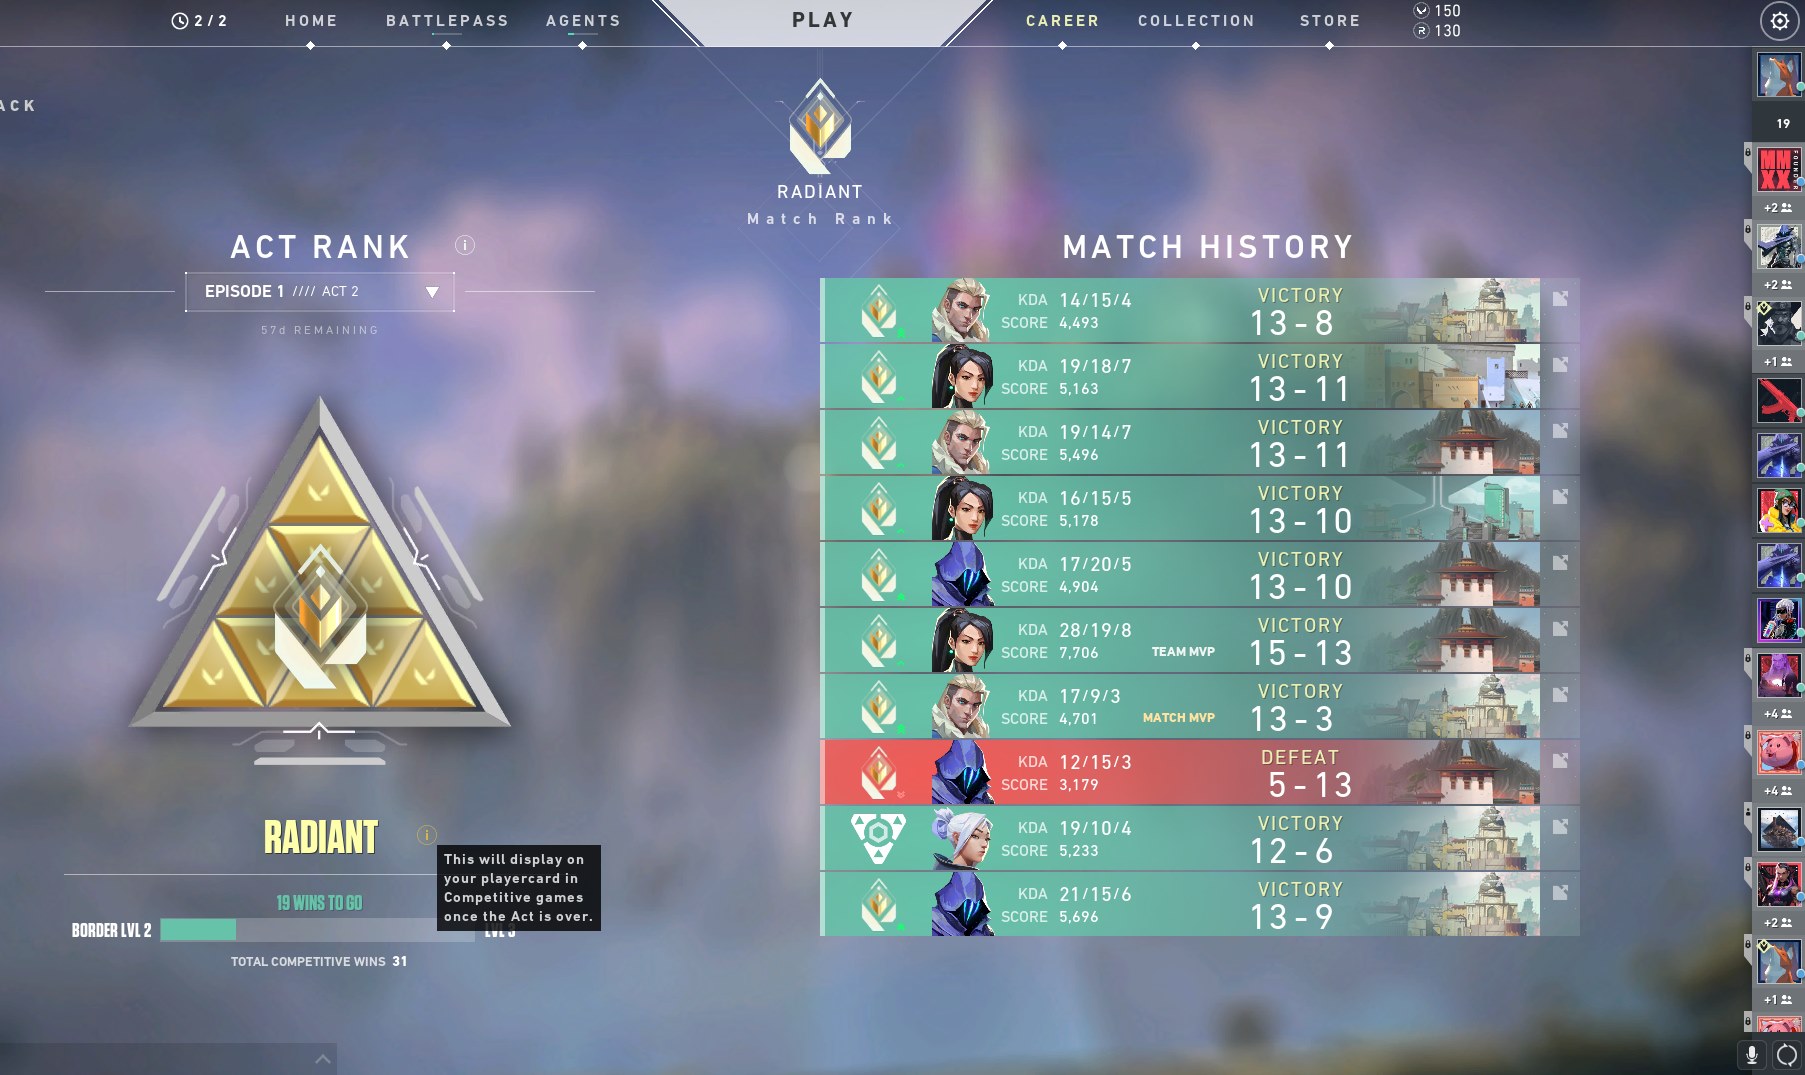 2 / 2
HOME
BATTLEPASS
AGENTS
PLAY
CAREER
COLLECTION
STORE
150
130
ACK
RADIANT
Match Rank
ACT RANK
EPISODE 1 //// ACT 2
57d REMAINING
RADIANT
This will display on
your playercard in
Competitive games
once the Act is over.
19 WINS TO GO
BORDER LVL 2
LVL 3
TOTAL COMPETITIVE WINS 31
MATCH HISTORY
KDA 14/15/4
SCORE 4,493
VICTORY
13-8
KDA 19/18/7
SCORE 5,163
VICTORY
13-11
KDA 19/14/7
SCORE 5,496
VICTORY
13-11
KDA 16/15/5
SCORE 5,178
VICTORY
13-10
KDA 17/20/5
SCORE 4,904
VICTORY
13-10
KDA 28/19/8
SCORE 7,706
TEAM MVP
VICTORY
15-13
KDA 17/9/3
SCORE 4,701
MATCH MVP
VICTORY
13-3
KDA 12/15/3
SCORE 3,179
DEFEAT
5-13
KDA 19/10/4
SCORE 5,233
VICTORY
12-6
KDA 21/15/6
SCORE 5,696
VICTORY
13-9
19
MM
XX
FOUNDER
+2
+2
+1
+4
+4
+2
+1